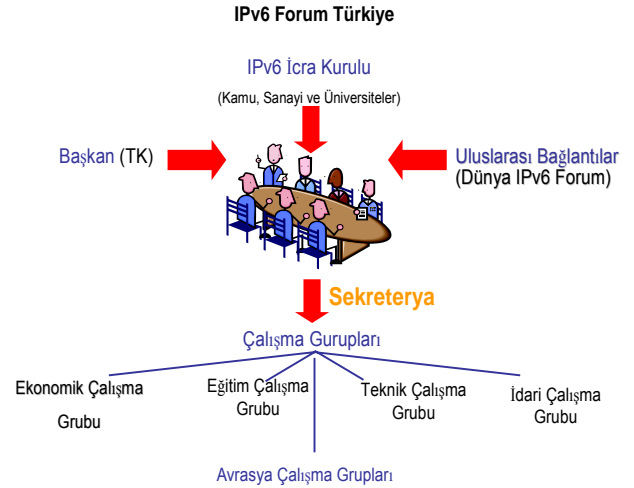 IPv6 Forum Türkiye
IPv6 İcra Kurulu
(Kamu, Sanayi ve Üniversiteler)
Başkan (TK)
Uluslarası Bağlantılar
(Dünya IPv6 Forum)
Sekreterya
Çalışma Gurupları
Ekonomik Çalışma
Grubu
Eğitim Çalışma
Grubu
Teknik Çalışma
Grubu
İdari Çalışma
Grubu
Avrasya Çalışma Grupları